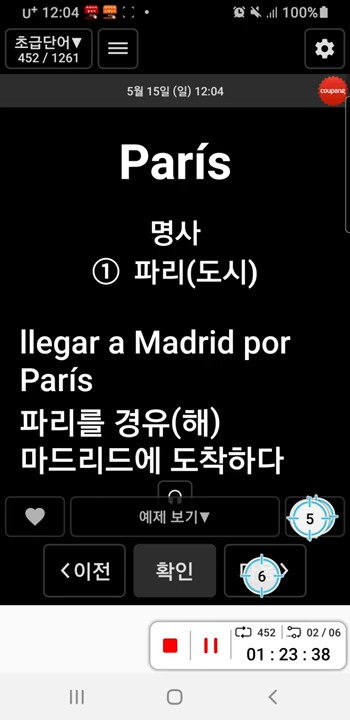 U+ 12:04 100%
초급단어▼
452 / 1261
5월 15일 (일) 12:04
coupang
París
명사
① 파리(도시)
llegar a Madrid por
París
파리를 경유(해)
마드리드에 도착하다
예제 보기▼
5
<이전
확인
6
452
02 / 06
01 : 23 : 38